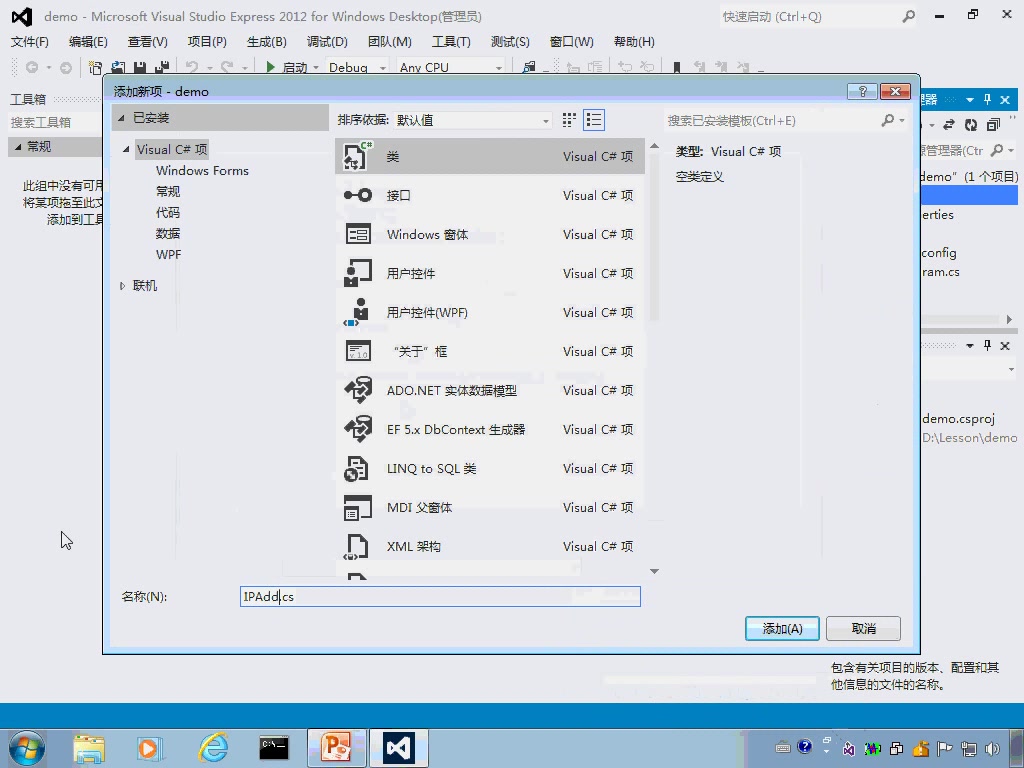 demo - Microsoft Visual Studio Express 2012 for Windows Desktop(管理员)
快速启动 (Ctrl+Q)
文件(F) 编辑(E) 查看(V) 项目(P) 生成(B) 调试(D) 团队(M) 工具(T) 测试(S) 窗口(W) 帮助(H)
启动 Debug Any CPU
添加新项 - demo
工具箱
理器
已安装
排序依据: 默认值
搜索已安装模板(Ctrl+E)
搜索工具箱
常规
Visual C# 项
类 Visual C# 项
类型: Visual C# 项
源管理器(Ctr
Windows Forms
空类定义
demo" (1 个项目)
此组中没有可用
常规
接口 Visual C# 项
将某项拖至此文
代码
erties
添加到工具
数据
Windows 窗体 Visual C# 项
WPF
config
用户控件 Visual C# 项
ram.cs
联机
用户控件(WPF) Visual C# 项
“关于”框 Visual C# 项
v 1.0
ADO.NET 实体数据模型 Visual C# 项
EF 5.x DbContext 生成器 Visual C# 项
demo.csproj
D:\Lesson\demo
LINQ to SQL 类 Visual C# 项
MDI 父窗体 Visual C# 项
XML 架构 Visual C# 项
名称(N): IPAdd.cs
添加(A) 取消
包含有关项目的版本、配置和其
他信息的文件的名称。